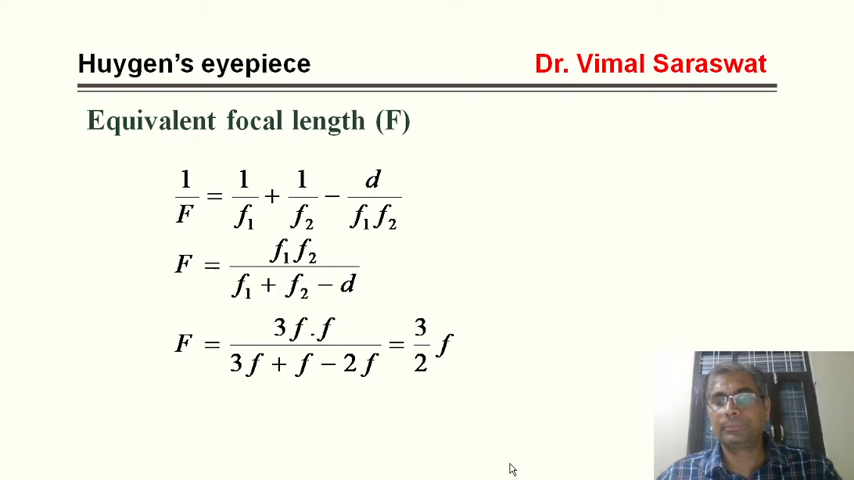 Huygen's eyepiece Dr. Vimal Saraswat
Equivalent focal length (F)
1/F = 1/f₁ + 1/f₂ − d/f₁f₂
F = f₁f₂/f₁ + f₂ − d
F = 3f.f/3f + f − 2f = 3/2 f